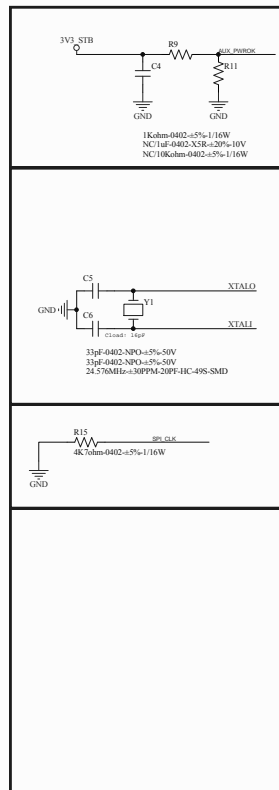 3V3_STB
R9
AUX_PWROK
C4
R11
GND
GND
1Kohm-0402-±5%-1/16W
NC/1uF-0402-X5R-±20%-10V
NC/10Kohm-0402-±5%-1/16W
C5
XTALO
Y1
GND
C6
XTALI
Cload: 16pF
33pF-0402-NPO-±5%-50V
33pF-0402-NPO-±5%-50V
24.576MHz-±30PPM-20PF-HC-49S-SMD
R15
SPI_CLK
4K7ohm-0402-±5%-1/16W
GND